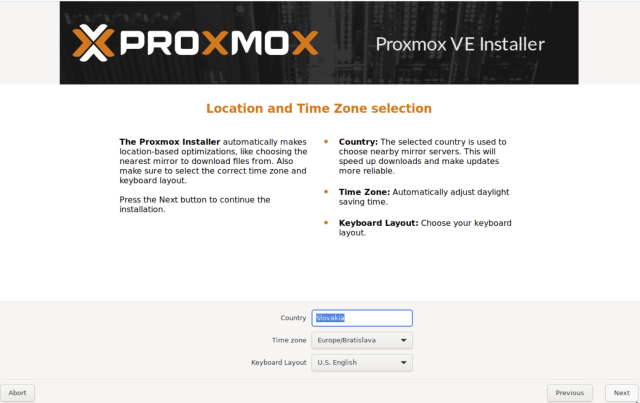 PROXMOX
Proxmox VE Installer
Location and Time Zone selection
The Proxmox Installer automatically makes
location-based optimizations, like choosing the
nearest mirror to download files from. Also
make sure to select the correct time zone and
keyboard layout.
Press the Next button to continue the
installation.
• Country: The selected country is used to
choose nearby mirror servers. This will
speed up downloads and make updates
more reliable.
• Time Zone: Automatically adjust daylight
saving time.
• Keyboard Layout: Choose your keyboard
layout.
Country Slovakia
Time zone Europe/Bratislava
Keyboard Layout U.S. English
Abort Previous Next